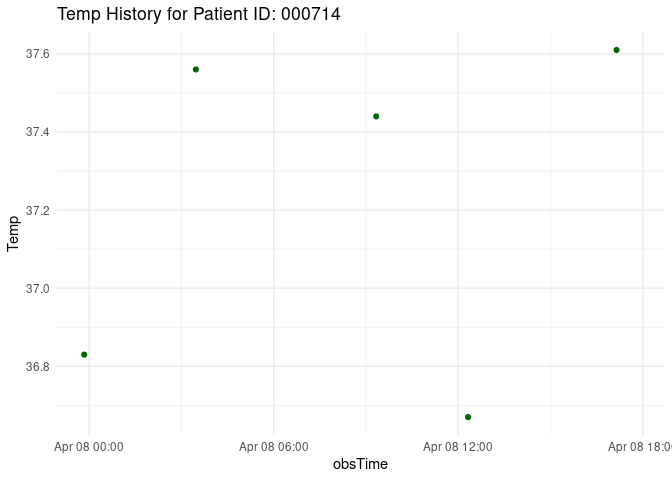 Temp History for Patient ID: 000714
Temp
37.6
37.4
37.2
37.0
36.8
Apr 08 00:00 Apr 08 06:00 Apr 08 12:00 Apr 08 18:00
obsTime